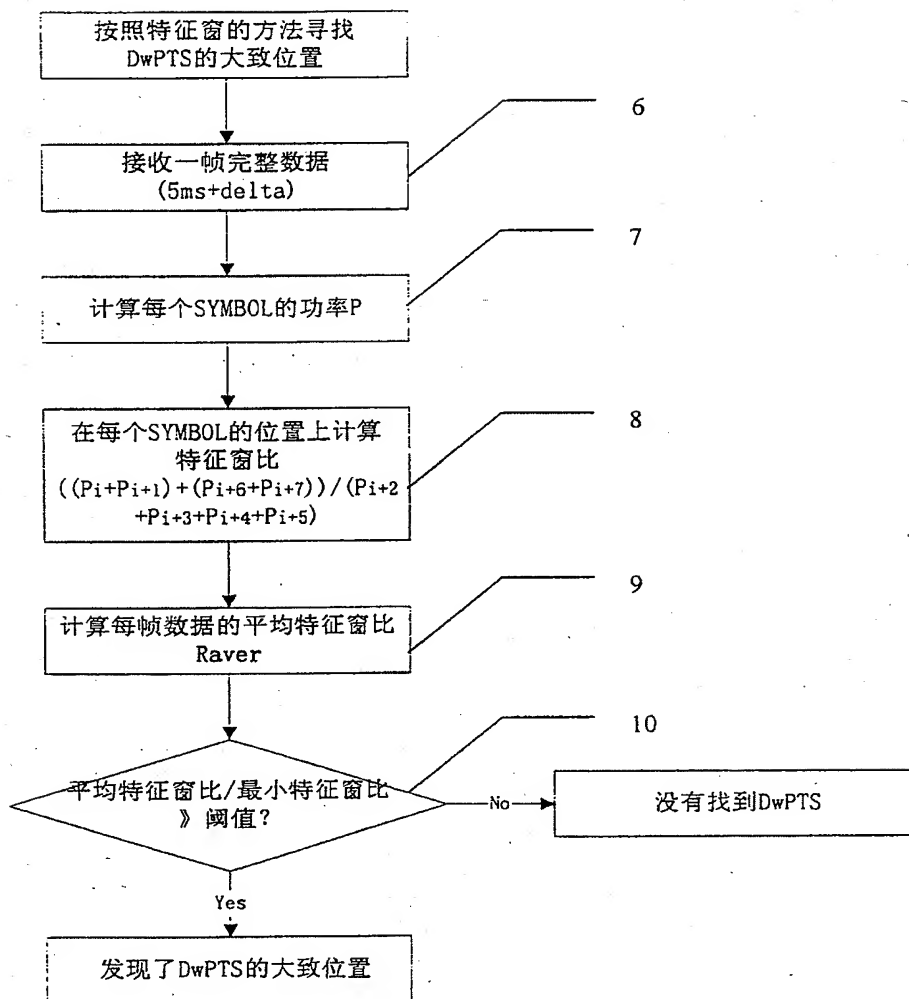 按照特征窗的方法寻找
DwPTS的大致位置
6
接收一帧完整数据
(5ms+delta)
7
计算每个SYMBOL的功率P
8
在每个SYMBOL的位置上计算
特征窗比
((Pi+Pi+1)+(Pi+6+Pi+7))/(Pi+2
+Pi+3+Pi+4+Pi+5)
9
计算每帧数据的平均特征窗比
Raver
10
平均特征窗比/最小特征窗比
》阈值?
No
没有找到DwPTS
Yes
发现了DwPTS的大致位置